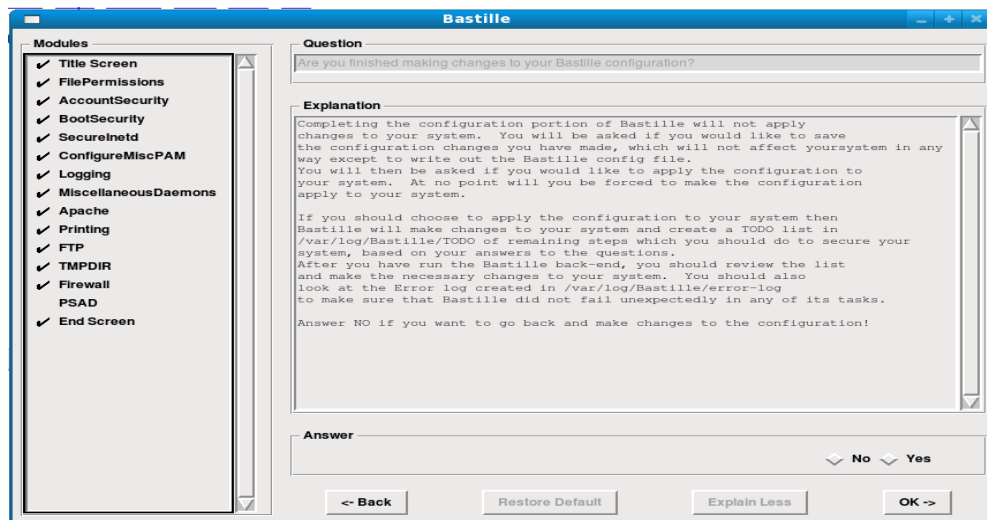 Bastille
Modules
Title Screen
FilePermissions
AccountSecurity
BootSecurity
SecureInetd
ConfigureMiscPAM
Logging
MiscellaneousDaemons
Apache
Printing
FTP
TMPDIR
Firewall
PSAD
End Screen
Question
Are you finished making changes to your Bastille configuration?
Explanation
Completing the configuration portion of Bastille will not apply
changes to your system.  You will be asked if you would like to save
the configuration changes you have made, which will not affect yoursystem in any
way except to write out the Bastille config file.
You will then be asked if you would like to apply the configuration to
your system.  At no point will you be forced to make the configuration
apply to your system.
If you should choose to apply the configuration to your system then
Bastille will make changes to your system and create a TODO list in
/var/log/Bastille/TODO of remaining steps which you should do to secure your
system, based on your answers to the questions.
After you have run the Bastille back-end, you should review the list
and make the necessary changes to your system.  You should also
look at the Error log created in /var/log/Bastille/error-log
to make sure that Bastille did not fail unexpectedly in any of its tasks.
Answer NO if you want to go back and make changes to the configuration!
Answer
No Yes
<- Back Restore Default Explain Less OK ->